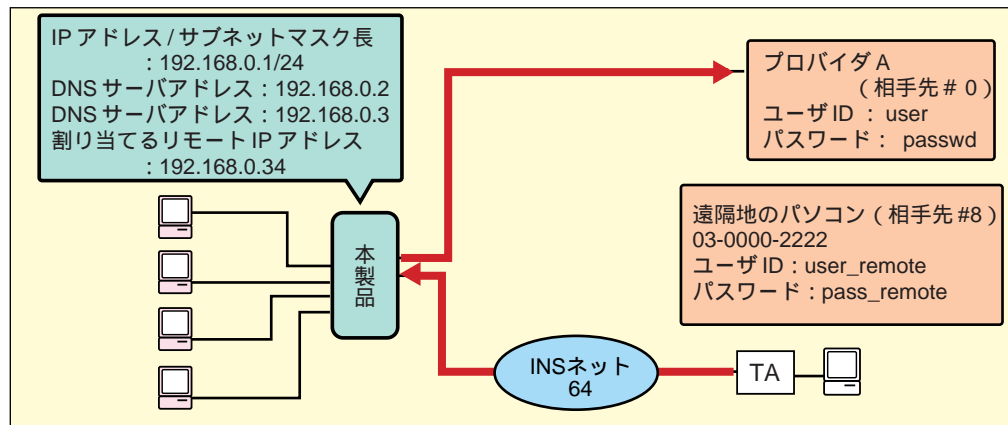 IP アドレス / サブネットマスク長
: 192.168.0.1/24
DNS サーバアドレス : 192.168.0.2
DNS サーバアドレス : 192.168.0.3
割り当てるリモート IP アドレス
: 192.168.0.34
プロバイダ A
( 相手先 # 0 )
ユーザ ID : user
パスワード : passwd
遠隔地のパソコン ( 相手先 #8 )
03-0000-2222
ユーザ ID : user_remote
パスワード : pass_remote
本製品
INSネット
64
TA